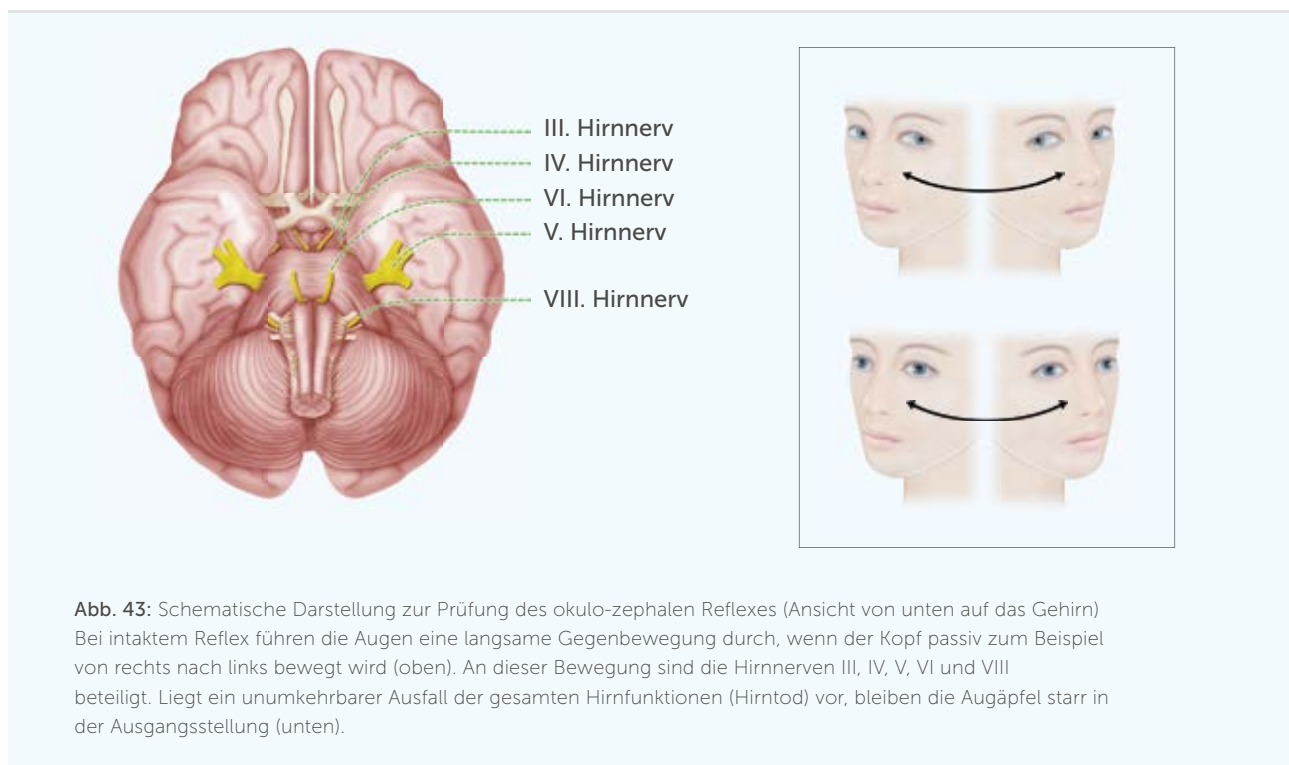 III. Hirnnerv
IV. Hirnnerv
VI. Hirnnerv
V. Hirnnerv
VIII. Hirnnerv
Abb. 43: Schematische Darstellung zur Prüfung des okulo-zephalen Reflexes (Ansicht von unten auf das Gehirn)
Bei intaktem Reflex führen die Augen eine langsame Gegenbewegung durch, wenn der Kopf passiv zum Beispiel
von rechts nach links bewegt wird (oben). An dieser Bewegung sind die Hirnnerven III, IV, V, VI und VIII
beteiligt. Liegt ein unumkehrbarer Ausfall der gesamten Hirnfunktionen (Hirntod) vor, bleiben die Augäpfel starr in
der Ausgangsstellung (unten).